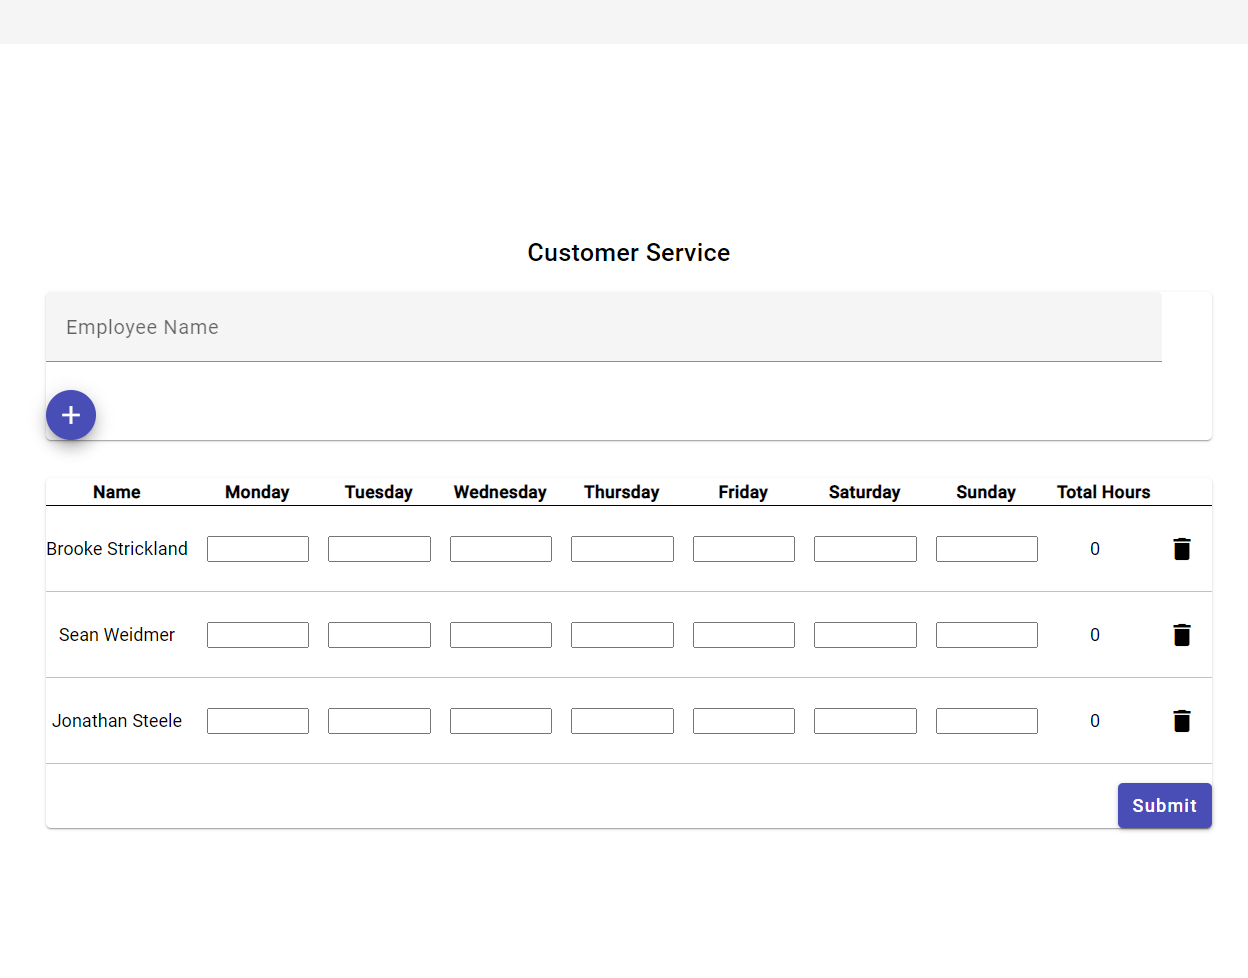 Customer Service
Employee Name
+
Name Monday Tuesday Wednesday Thursday Friday Saturday Sunday Total Hours
Brooke Strickland 0
Sean Weidmer 0
Jonathan Steele 0
Submit